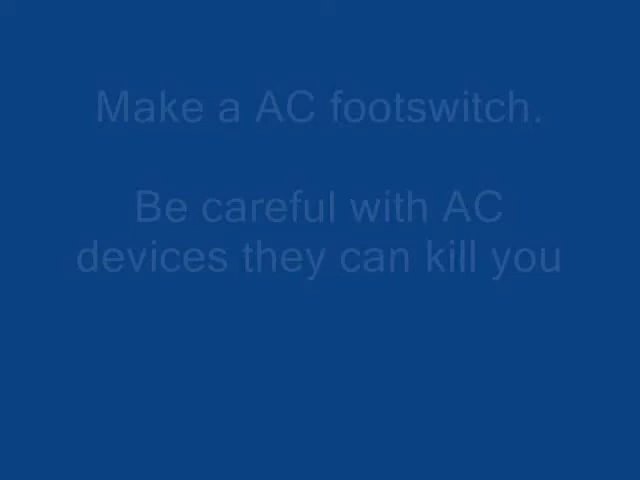 Make a AC footswitch.
Be careful with AC
devices they can kill you